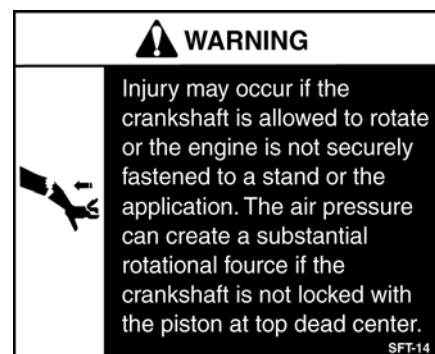 WARNING
Injury may occur if the
crankshaft is allowed to rotate
or the engine is not securely
fastened to a stand or the
application. The air pressure
can create a substantial
rotational fource if the
crankshaft is not locked with
the piston at top dead center.
SFT-14